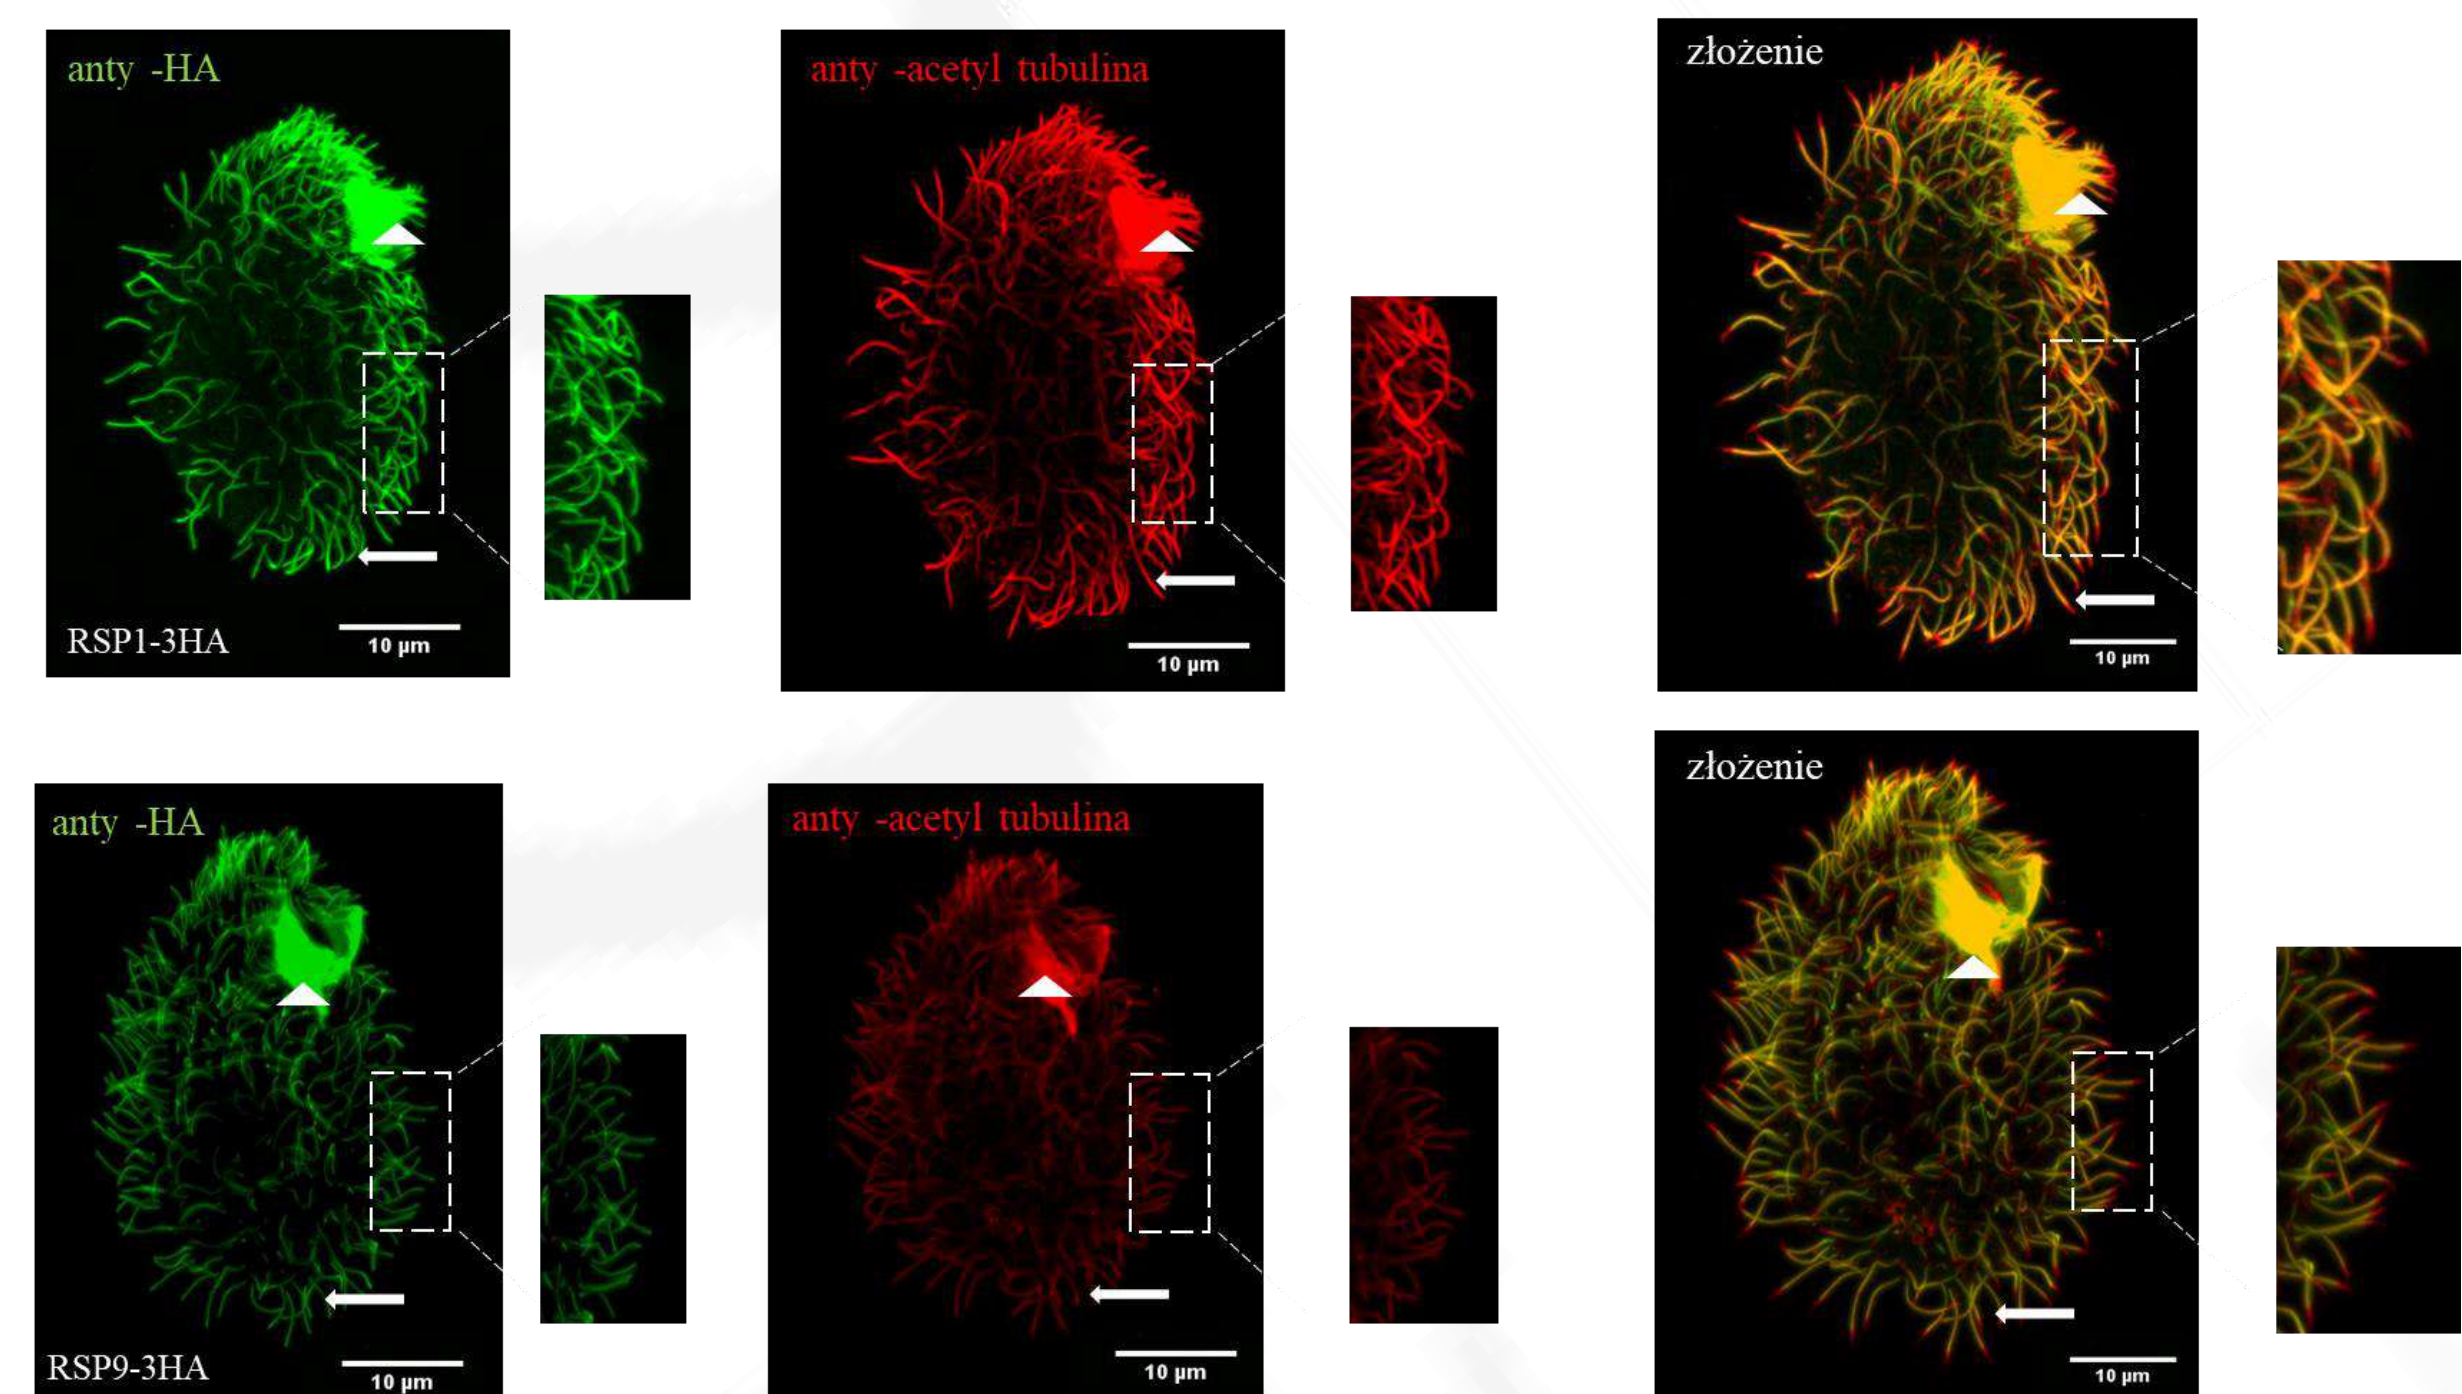 anty -HA
anty -acetyl tubulina
złożenie
RSP1-3HA
10 µm
10 µm
10 µm
anty -HA
anty -acetyl tubulina
złożenie
RSP9-3HA
10 µm
10 µm
10 µm